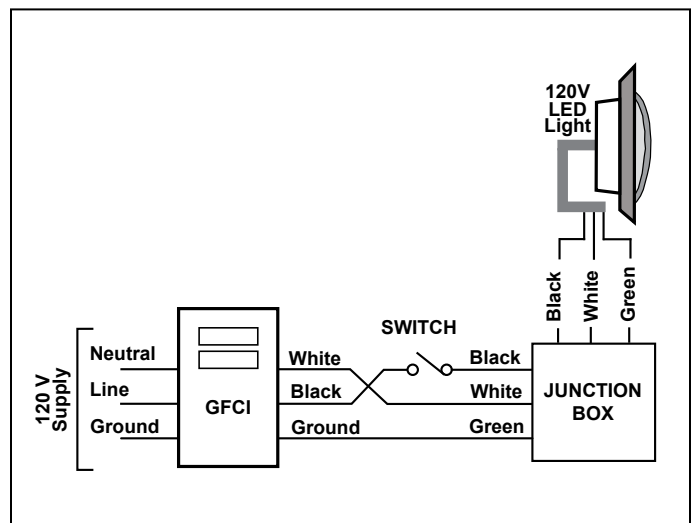 120V
LED
Light
Black
White
Green
SWITCH
120 V
Supply
Neutral
Line
Ground
GFCI
White
Black
Ground
Black
White
Green
JUNCTION
BOX